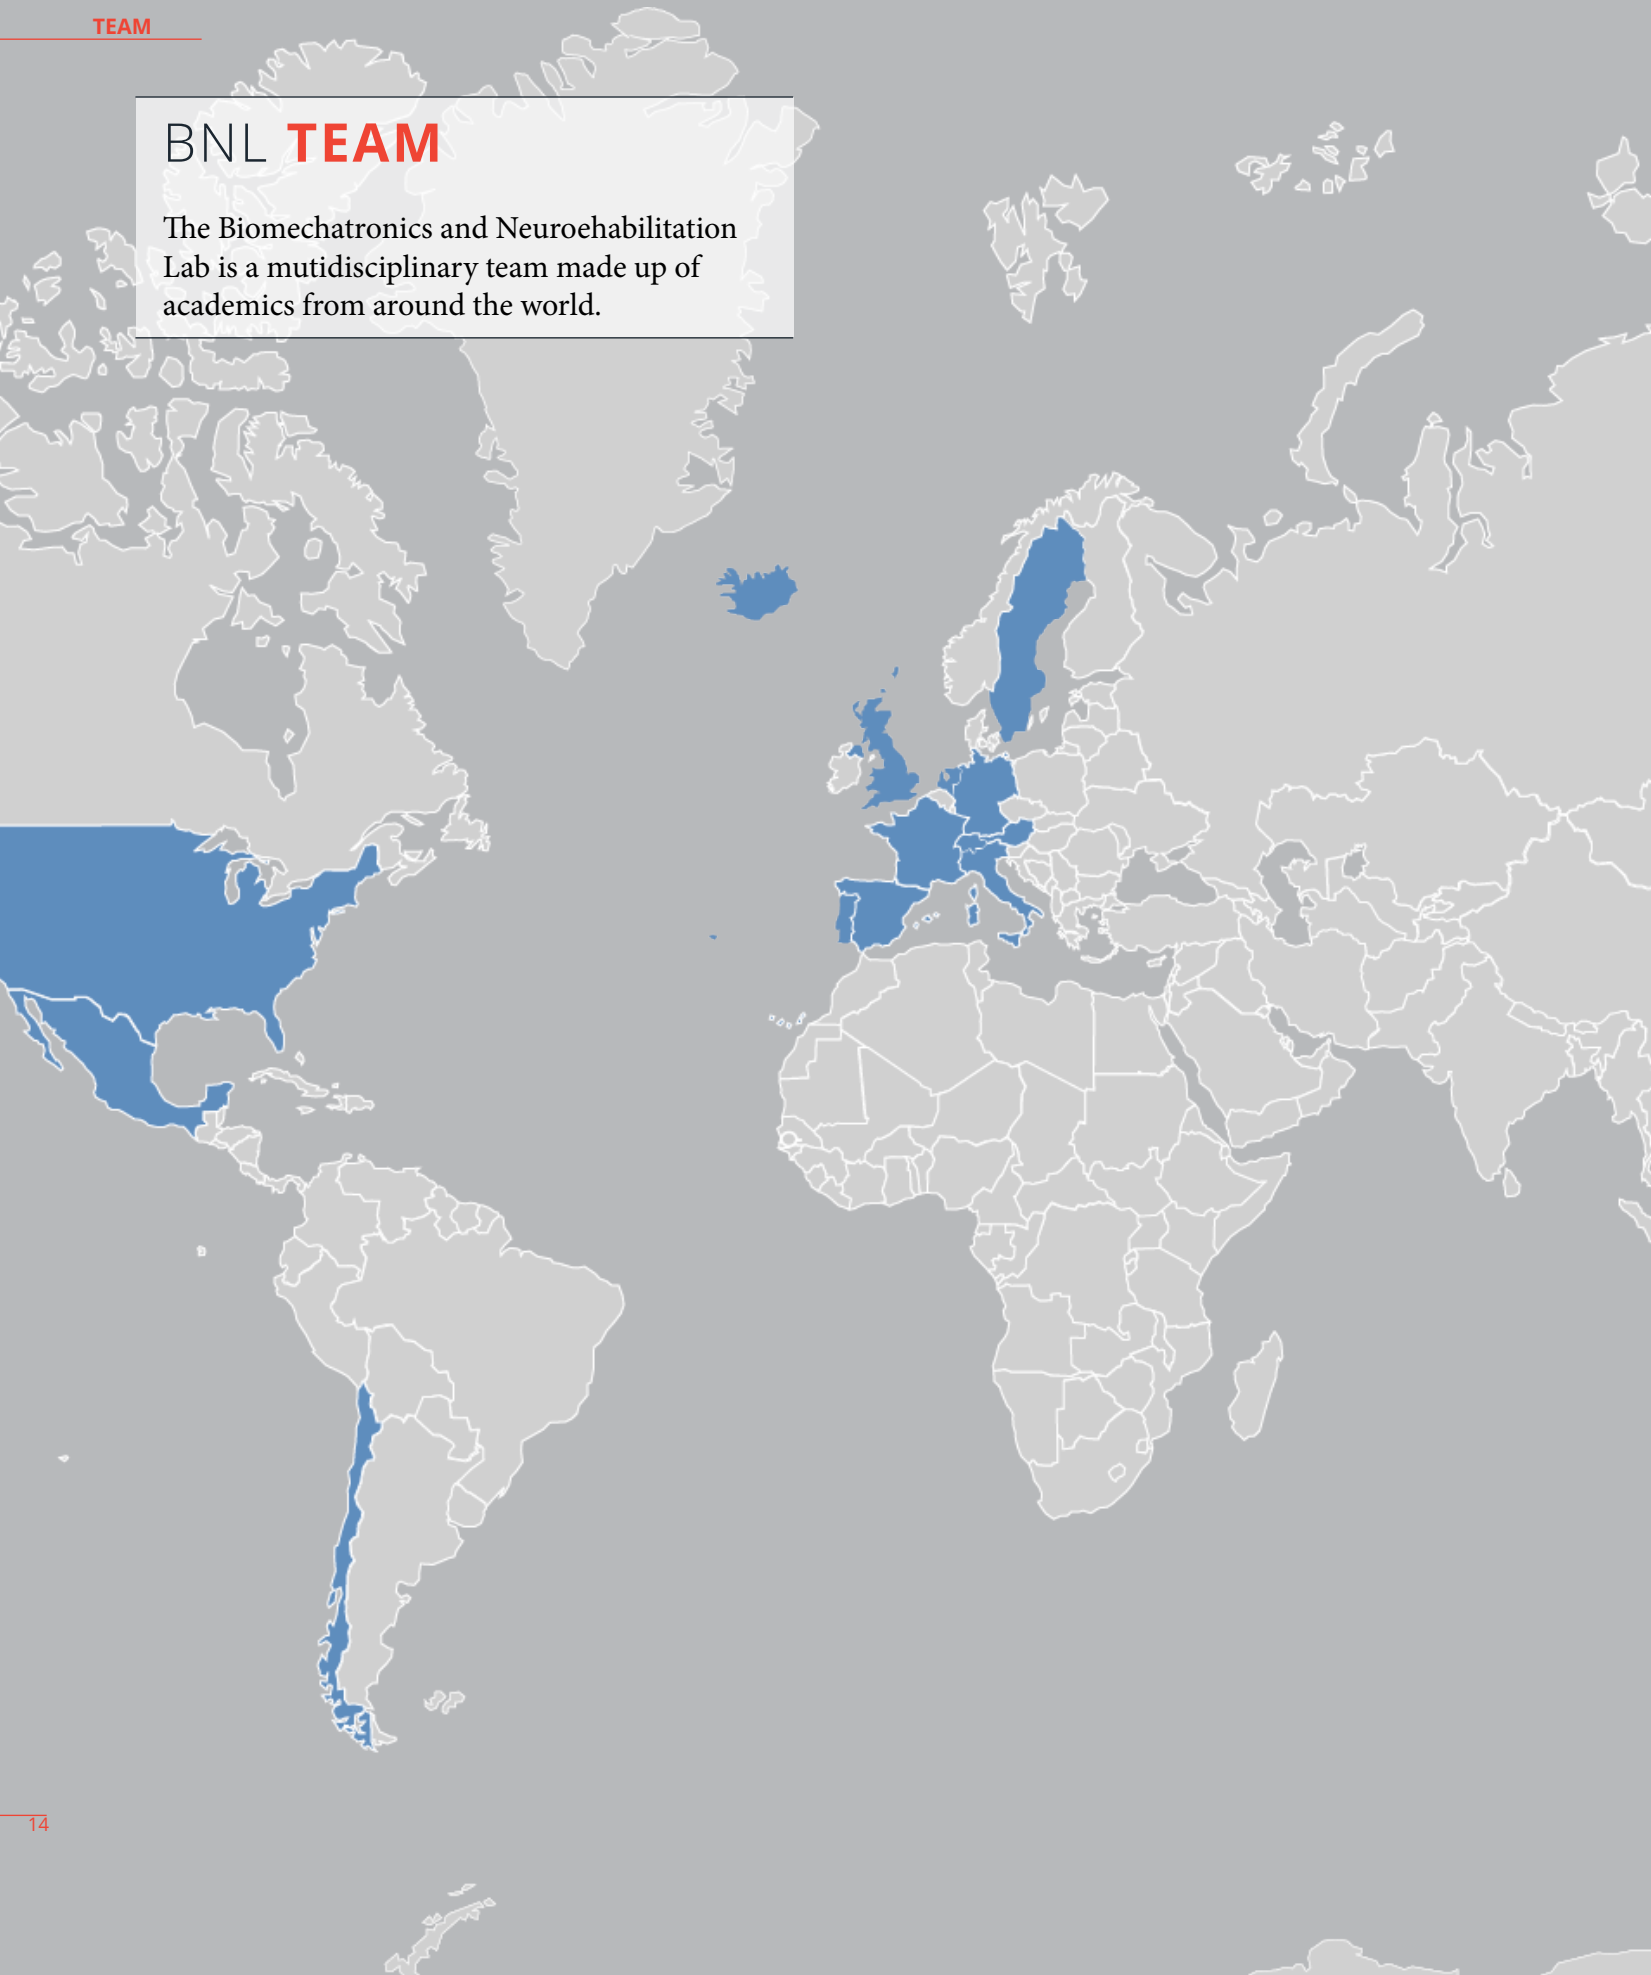 TEAM
BNL TEAM
The Biomechatronics and Neuroehabilitation
Lab is a mutidisciplinary team made up of
academics from around the world.
14